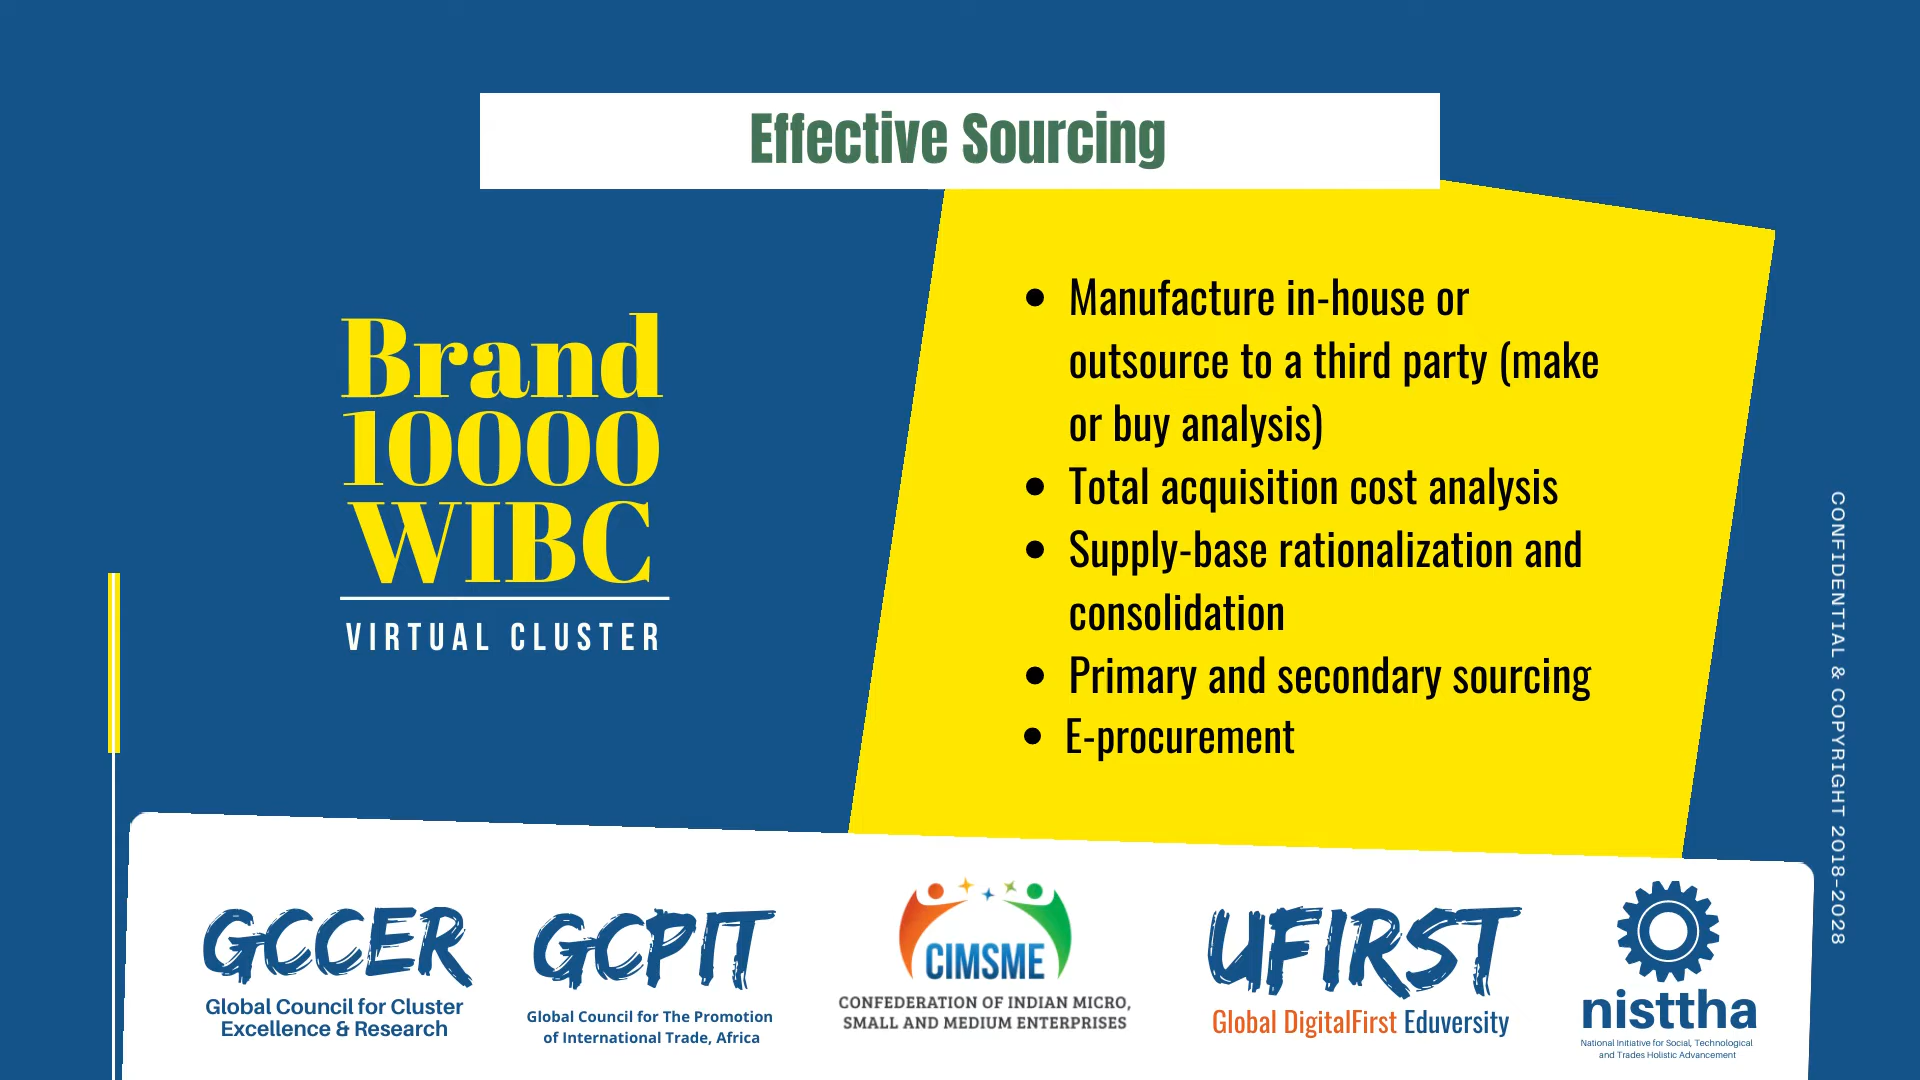 Effective Sourcing
Brand
10000
WIBC
VIRTUAL CLUSTER
• Manufacture in-house or
outsource to a third party (make
or buy analysis)
• Total acquisition cost analysis
• Supply-base rationalization and
consolidation
• Primary and secondary sourcing
• E-procurement
CONFIDENTIAL & COPYRIGHT 2018-2028
GCCER
Global Council for Cluster
Excellence & Research
GCPIT
Global Council for The Promotion
of International Trade, Africa
CIMSME
CONFEDERATION OF INDIAN MICRO,
SMALL AND MEDIUM ENTERPRISES
UFIRST
Global DigitalFirst Eduversity
nisttha
National Initiative for Social, Technological
and Trades Holistic Advancement